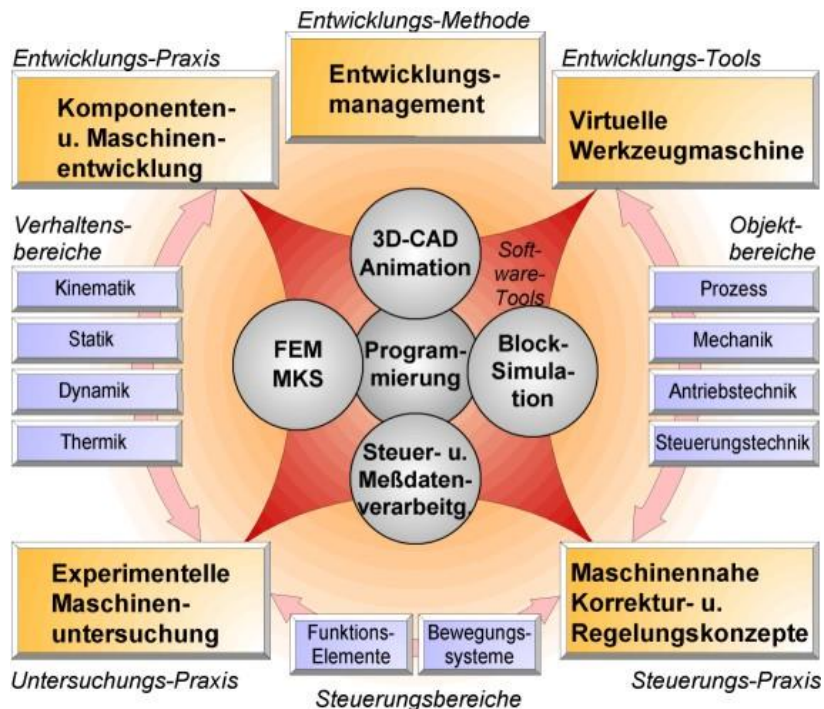 Entwicklungs-Methode
Entwicklungs-Praxis
Entwicklungs-Tools
Entwicklungs-
management
Komponenten-
u. Maschinen-
entwicklung
Virtuelle
Werkzeugmaschine
Verhaltens-
bereiche
Kinematik
Statik
Dynamik
Thermik
3D-CAD
Animation
Soft-
ware-
Tools
FEM
MKS
Program-
mierung
Block-
Simula-
tion
Steuer- u.
Meßdaten-
verarbeitg.
Objekt-
bereiche
Prozess
Mechanik
Antriebstechnik
Steuerungstechnik
Experimentelle
Maschinen-
untersuchung
Funktions-
Elemente
Bewegungs-
systeme
Maschinennahe
Korrektur- u.
Regelungskonzepte
Untersuchungs-Praxis
Steuerungsbereiche
Steuerungs-Praxis